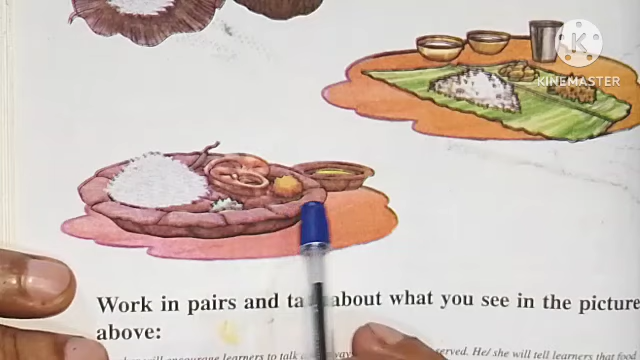 K
KINEMASTER
Work in pairs and about what you see in the picture
above:
will encourage learners to talk served. He/ she will tell learners that food